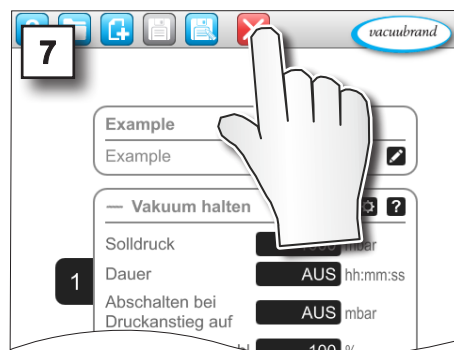 7
vacuubrand
Example
Example
— Vakuum halten ?
Solldruck mbar
1
Dauer AUS hh:mm:ss
Abschalten bei
Druckanstieg auf AUS mbar
100 %